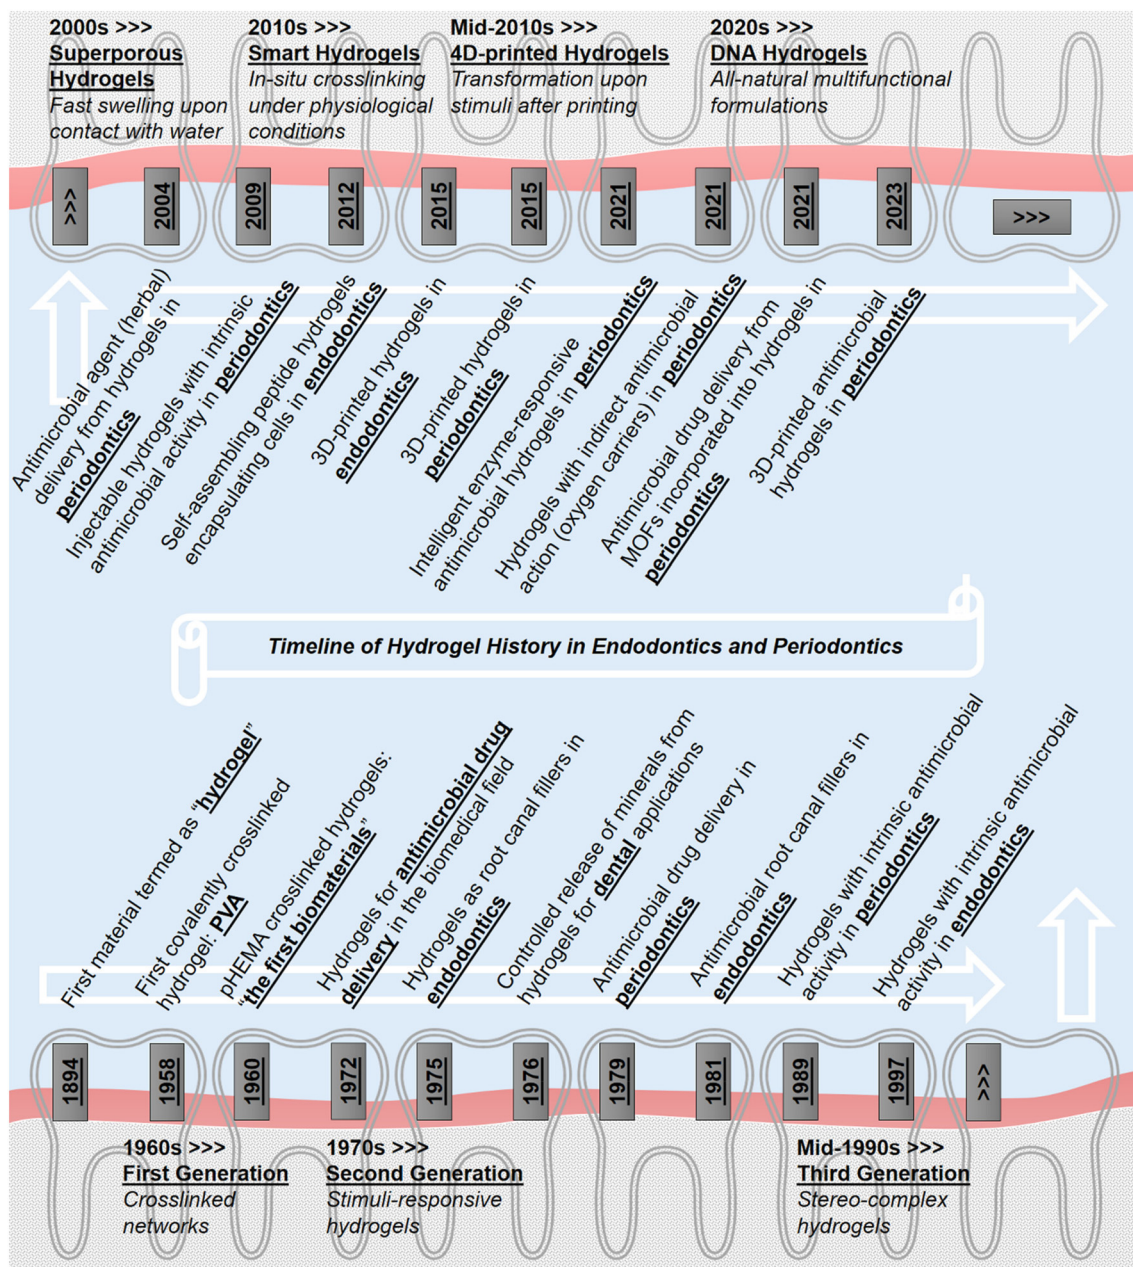 2000s >>>
Superporous
Hydrogels
Fast swelling upon
contact with water
2010s >>>
Smart Hydrogels
In-situ crosslinking
under physiological
conditions
Mid-2010s >>>
4D-printed Hydrogels
Transformation upon
stimuli after printing
2020s >>>
DNA Hydrogels
All-natural multifunctional
formulations
>>>
2004
2009
2012
2015
2015
2021
2021
2021
2023
>>>
Antimicrobial agent (herbal)
delivery from hydrogels in
periodontics
Injectable hydrogels with intrinsic
antimicrobial activity in periodontics
Self-assembling peptide hydrogels
encapsulating cells in endodontics
3D-printed hydrogels in
endodontics
3D-printed hydrogels in
periodontics
Intelligent enzyme-responsive
antimicrobial hydrogels in periodontics
Hydrogels with indirect antimicrobial
action (oxygen carriers) in periodontics
Antimicrobial drug delivery from
MOFs incorporated into hydrogels in
periodontics
3D-printed antimicrobial
hydrogels in periodontics
Timeline of Hydrogel History in Endodontics and Periodontics
First material termed as “hydrogel”
First covalently crosslinked
hydrogel: PVA
pHEMA crosslinked hydrogels:
“the first biomaterials”
Hydrogels for antimicrobial drug
delivery in the biomedical field
Hydrogels as root canal fillers in
endodontics
Controlled release of minerals from
hydrogels for dental applications
Antimicrobial drug delivery in
periodontics
Antimicrobial root canal fillers in
endodontics
Hydrogels with intrinsic antimicrobial
activity in periodontics
Hydrogels with intrinsic antimicrobial
activity in endodontics
1894
1958
1960
1972
1975
1976
1979
1981
1989
1997
>>>
1960s >>>
First Generation
Crosslinked
networks
1970s >>>
Second Generation
Stimuli-responsive
hydrogels
Mid-1990s >>>
Third Generation
Stereo-complex
hydrogels